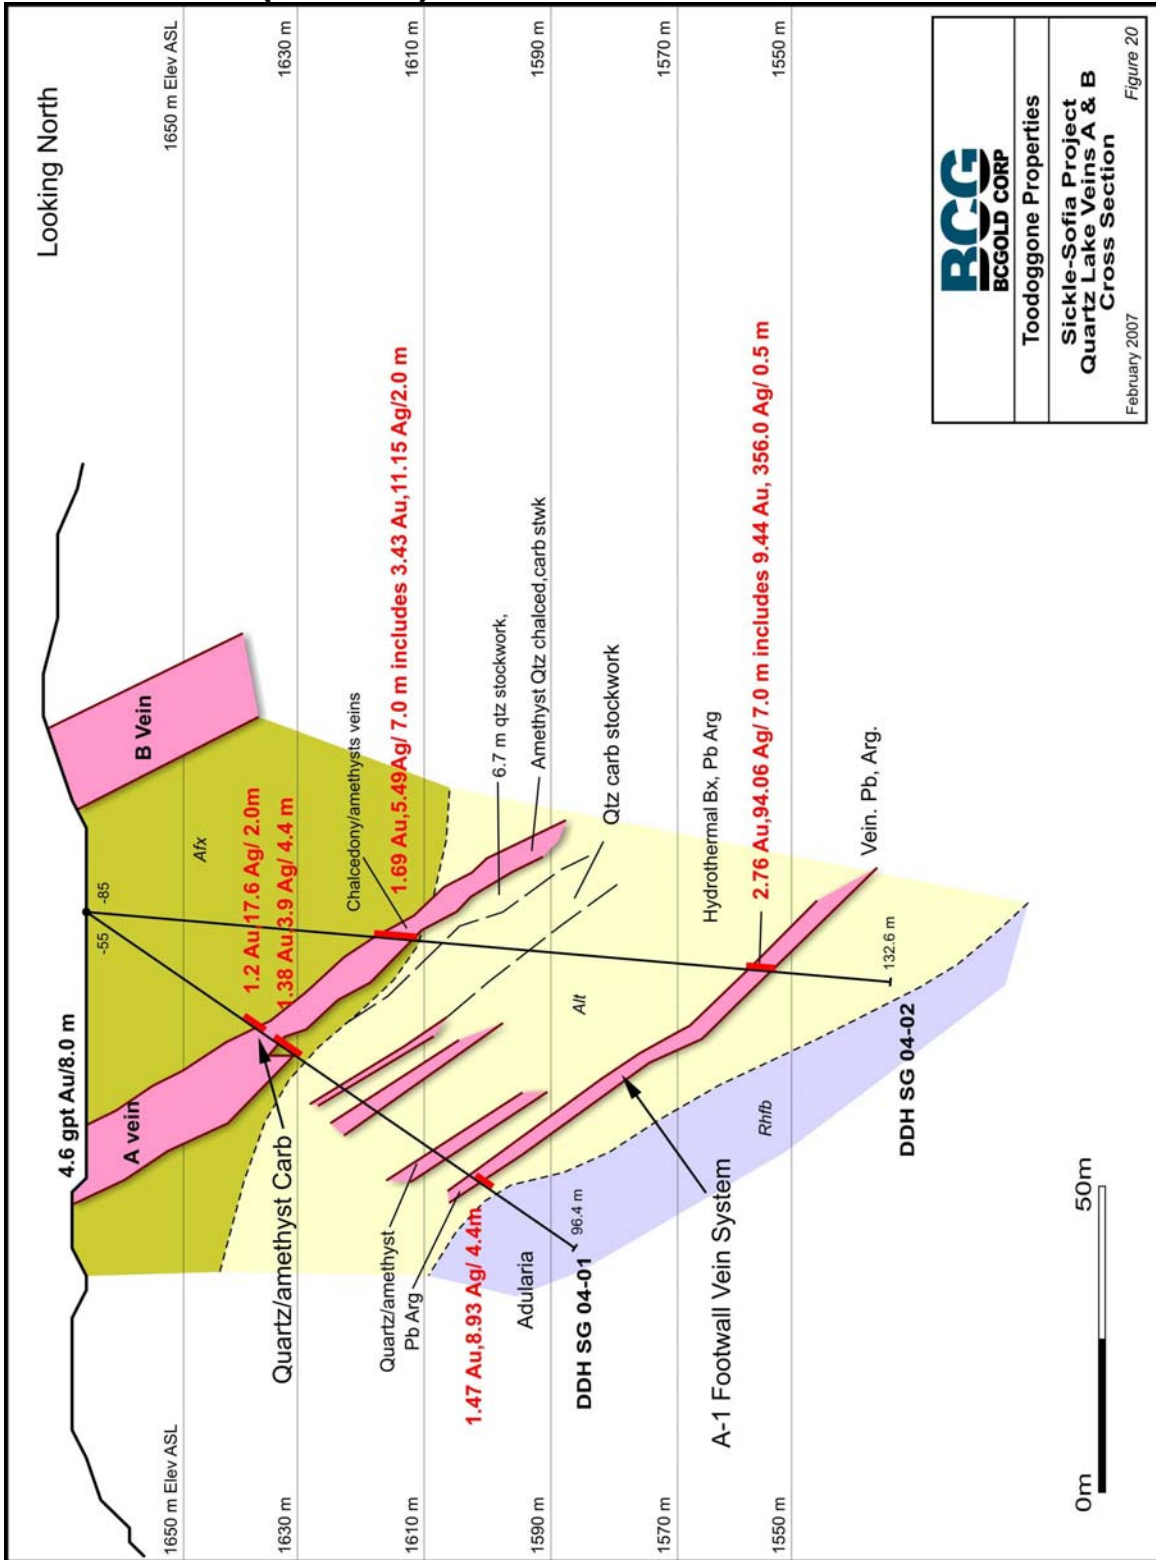 Looking North
1650 m Elev ASL
1650 m Elev ASL
1630 m
1630 m
1610 m
1610 m
1590 m
1590 m
1570 m
1570 m
1550 m
1550 m
4.6 gpt Au/8.0 m
A vein
B Vein
-55
-85
Afx
1.2 Au,17.6 Ag/ 2.0m
1.38 Au,3.9 Ag/ 4.4 m
Quartz/amethyst Carb
Chalcedony/amethysts veins
1.69 Au,5.49Ag/ 7.0 m includes 3.43 Au,11.15 Ag/2.0 m
6.7 m qtz stockwork,
Amethyst Qtz chalced,carb stwk
Qtz carb stockwork
Quartz/amethyst
Pb Arg
1.47 Au,8.93 Ag/ 4.4m
Alt
Adularia
Hydrothermal Bx, Pb Arg
2.76 Au,94.06 Ag/ 7.0 m includes 9.44 Au, 356.0 Ag/ 0.5 m
96.4 m
DDH SG 04-01
Rhfb
A-1 Footwall Vein System
Vein. Pb, Arg.
132.6 m
DDH SG 04-02
0m
50m
BCG
BCGOLD CORP
Toodoggone Properties
Sickle-Sofia Project
Quartz Lake Veins A & B
Cross Section
February 2007
Figure 20